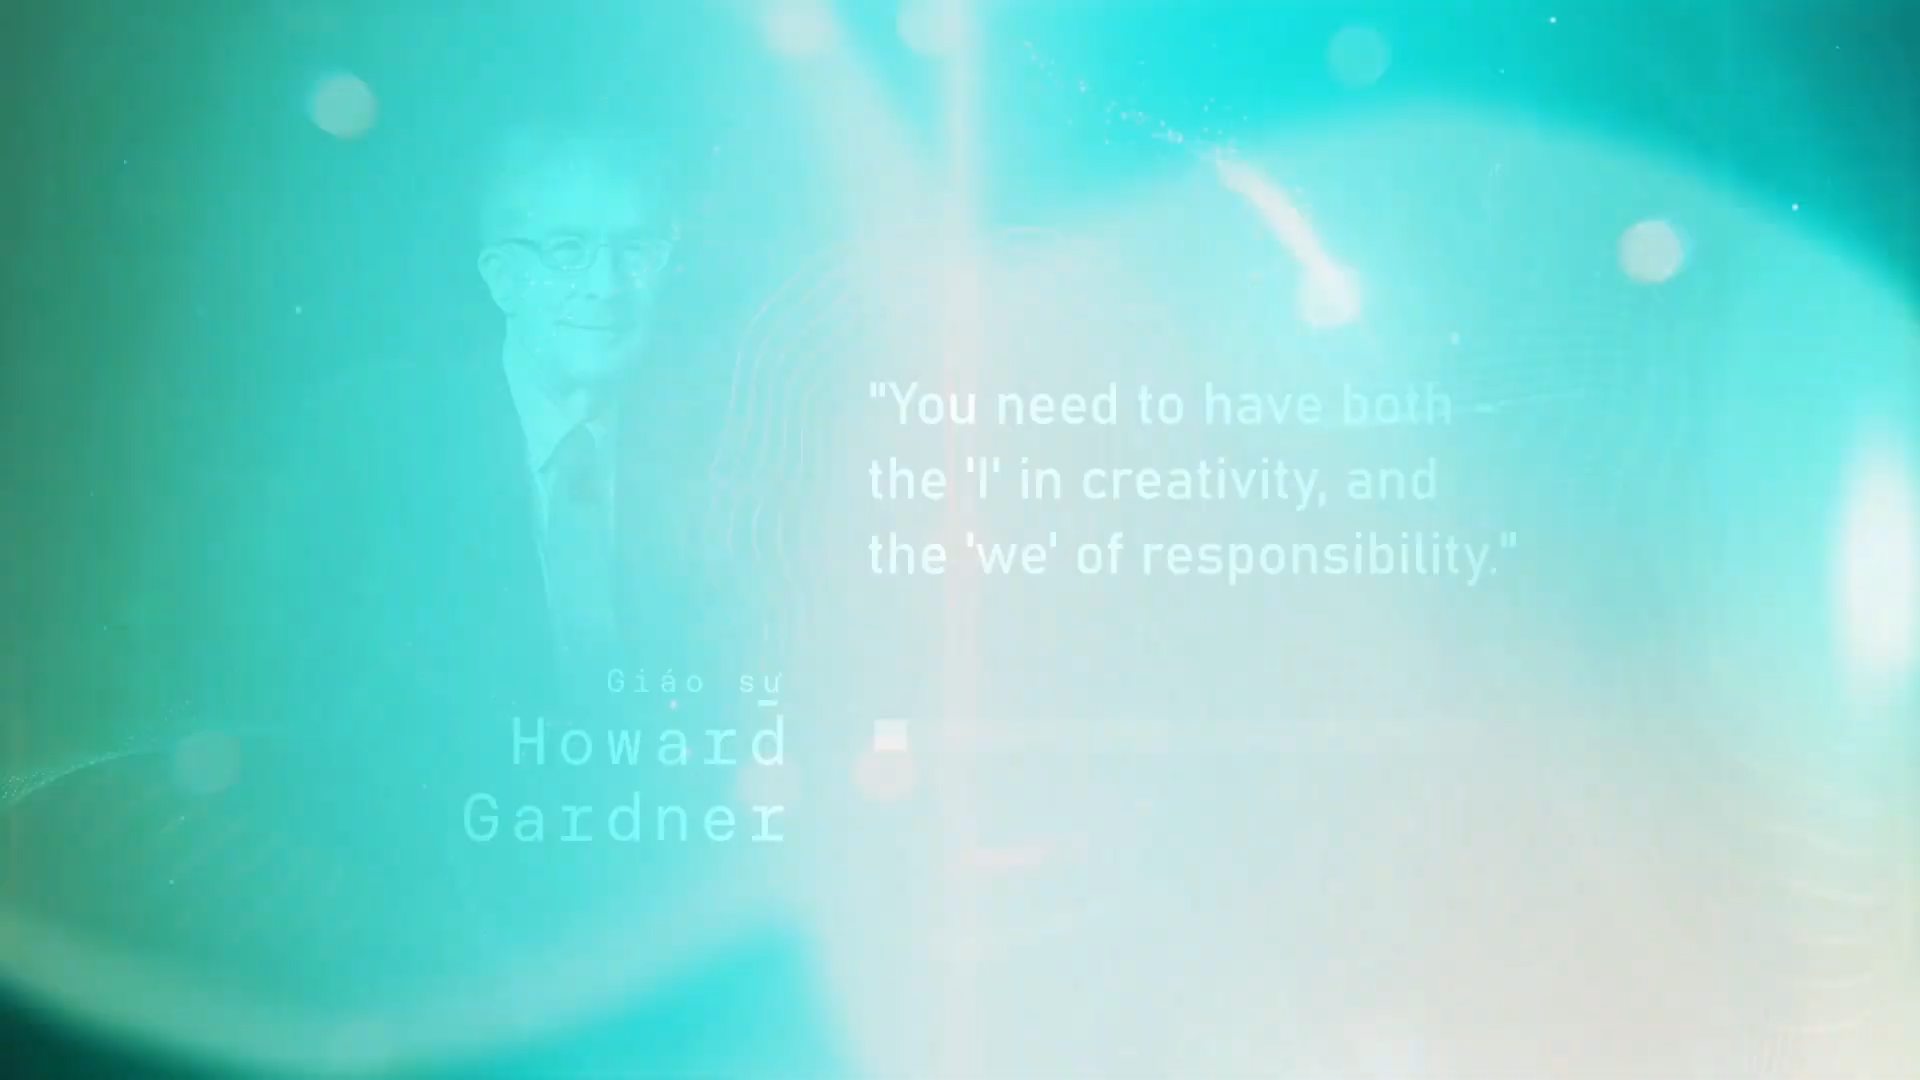 "You need to have both
the 'I' in creativity, and
the 'we' of responsibility."
Giáo sư
Howard
Gardner